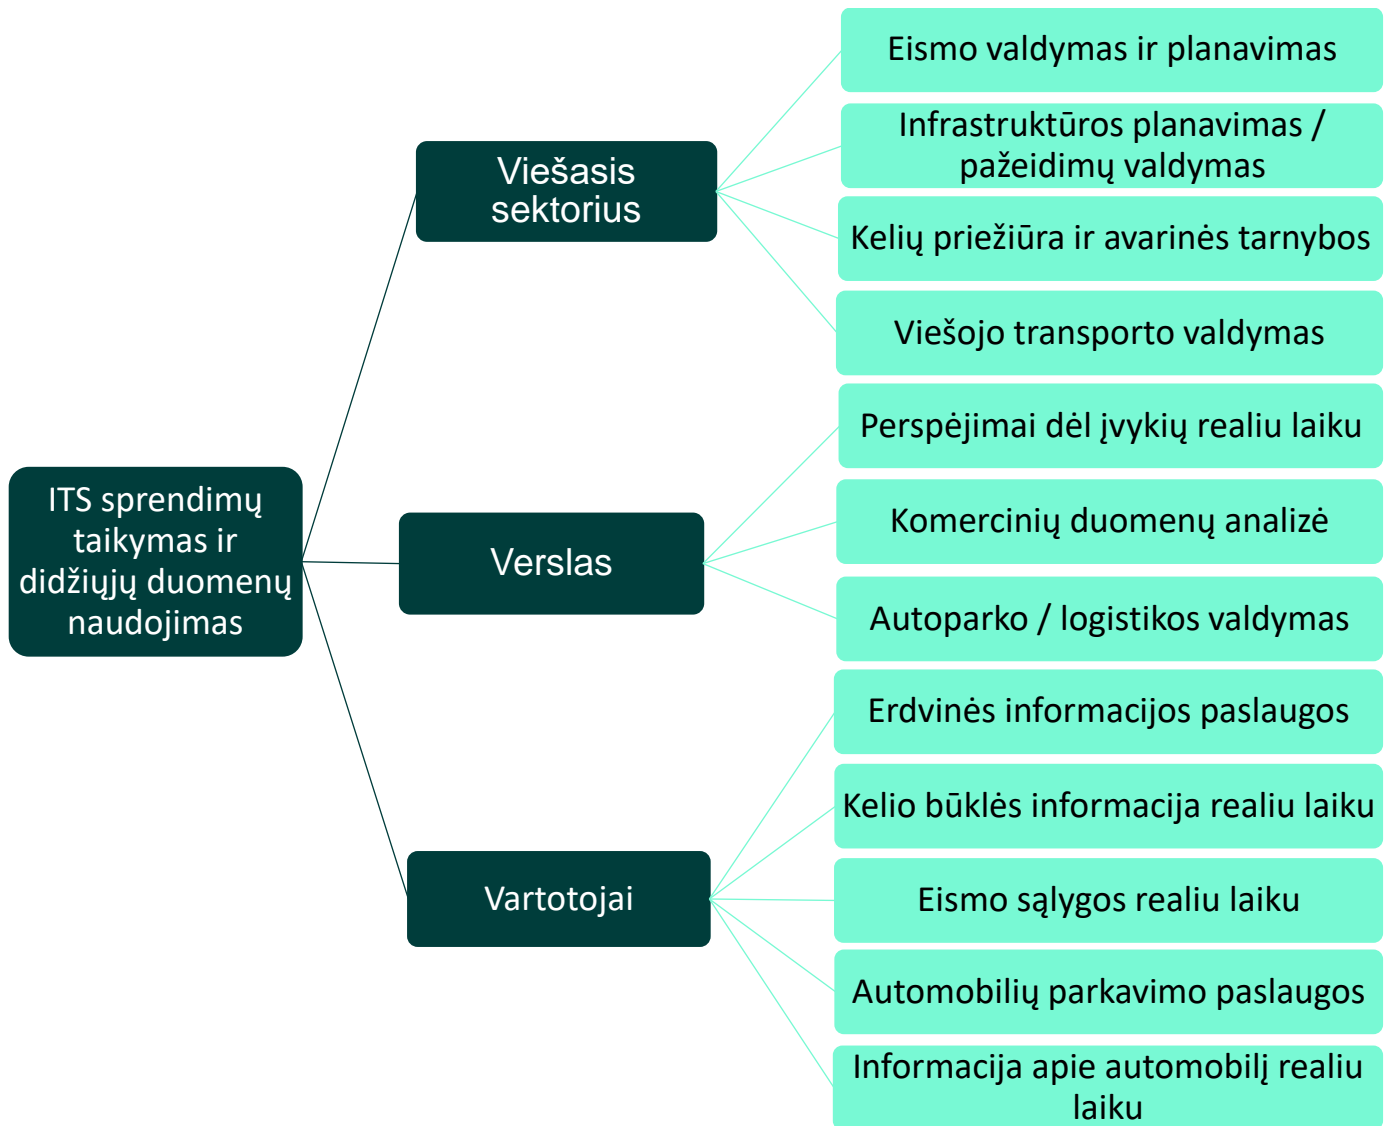 ITS sprendimų
taikymas ir
didžiųjų duomenų
naudojimas
Viešasis
sektorius
Eismo valdymas ir planavimas
Infrastruktūros planavimas /
pažeidimų valdymas
Kelių priežiūra ir avarinės tarnybos
Viešojo transporto valdymas
Verslas
Perspėjimai dėl įvykių realiu laiku
Komercinių duomenų analizė
Autoparko / logistikos valdymas
Vartotojai
Erdvinės informacijos paslaugos
Kelio būklės informacija realiu laiku
Eismo sąlygos realiu laiku
Automobilių parkavimo paslaugos
Informacija apie automobilį realiu
laiku